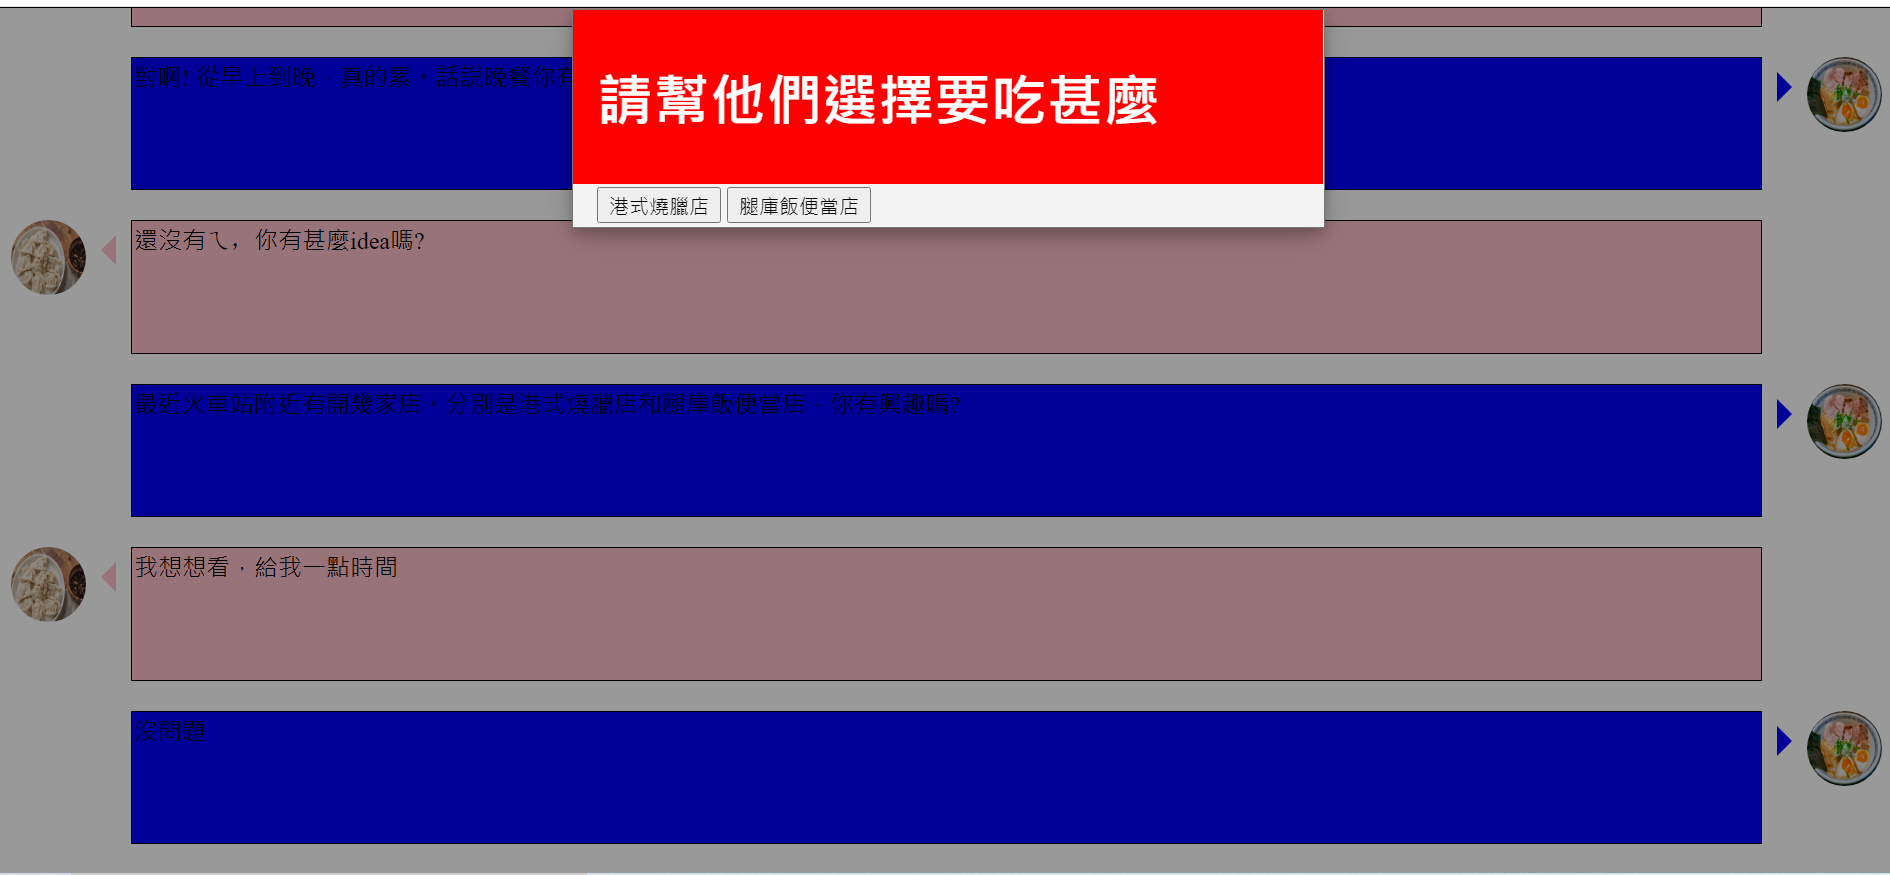 請幫他們選擇要吃甚麼
港式燒臘店 腿庫飯便當店
對啊! 從早上到晚，真的累。話說晚餐你有
還沒有ㄟ，你有甚麼idea嗎?
最近火車站附近有開幾家店。分別是港式燒臘店和腿庫飯便當店，你有興趣嗎?
我想想看，給我一點時間
沒問題